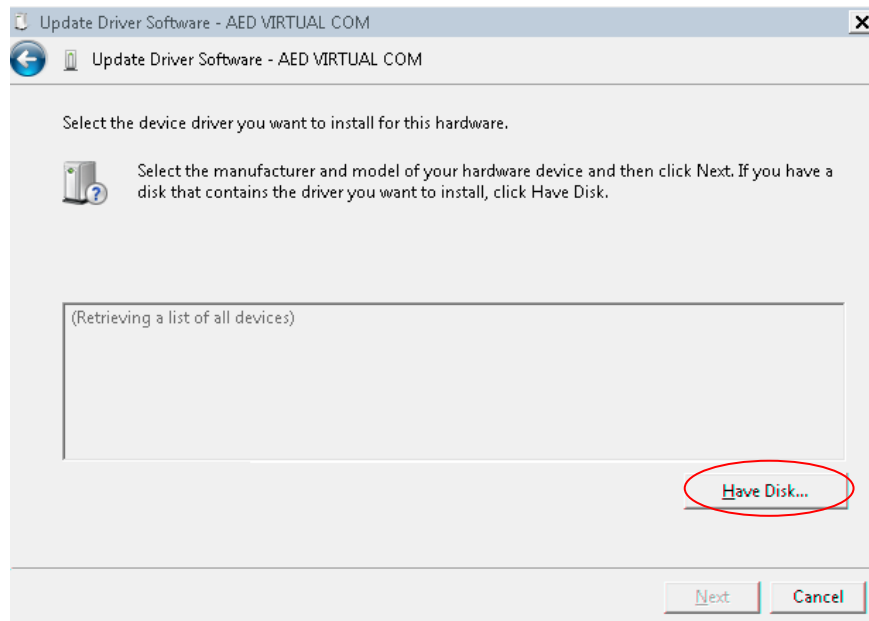 Update Driver Software - AED VIRTUAL COM
Update Driver Software - AED VIRTUAL COM
Select the device driver you want to install for this hardware.
Select the manufacturer and model of your hardware device and then click Next. If you have a
disk that contains the driver you want to install, click Have Disk.
(Retrieving a list of all devices)
Have Disk...
Next
Cancel